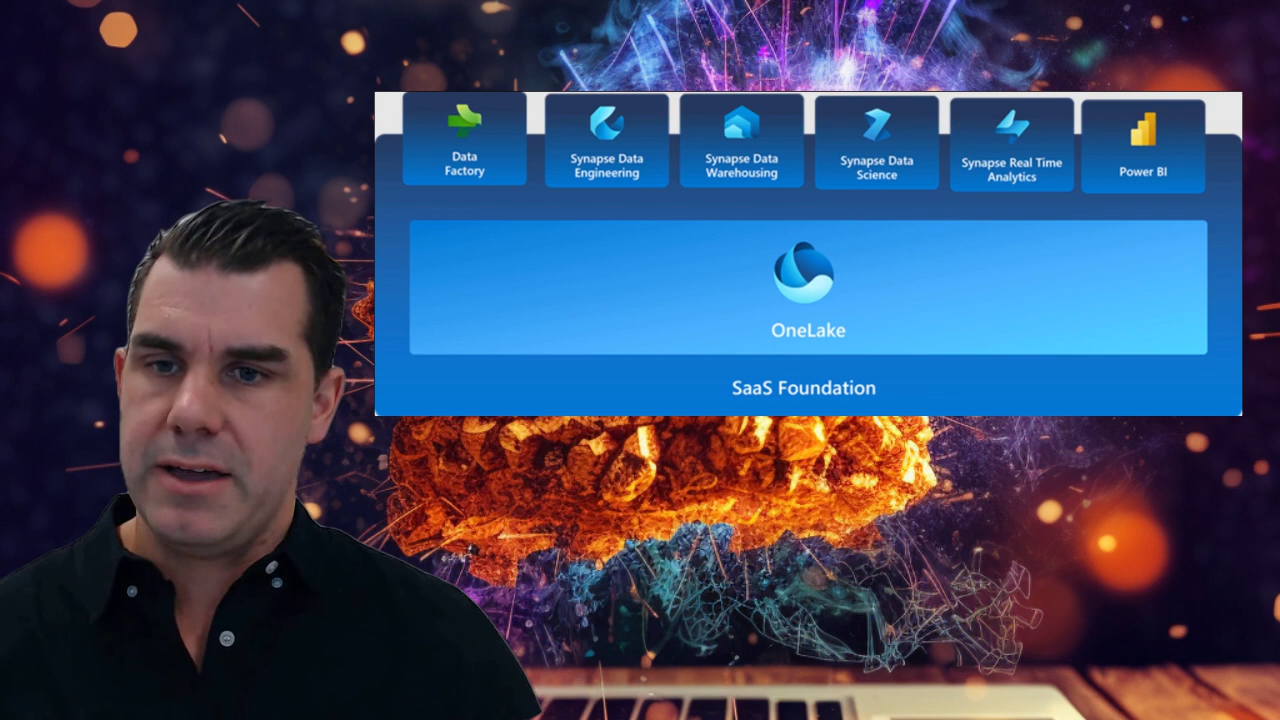 Data
Factory
Synapse Data
Engineering
Synapse Data
Warehousing
Synapse Data
Science
Synapse Real Time
Analytics
Power BI
OneLake
SaaS Foundation